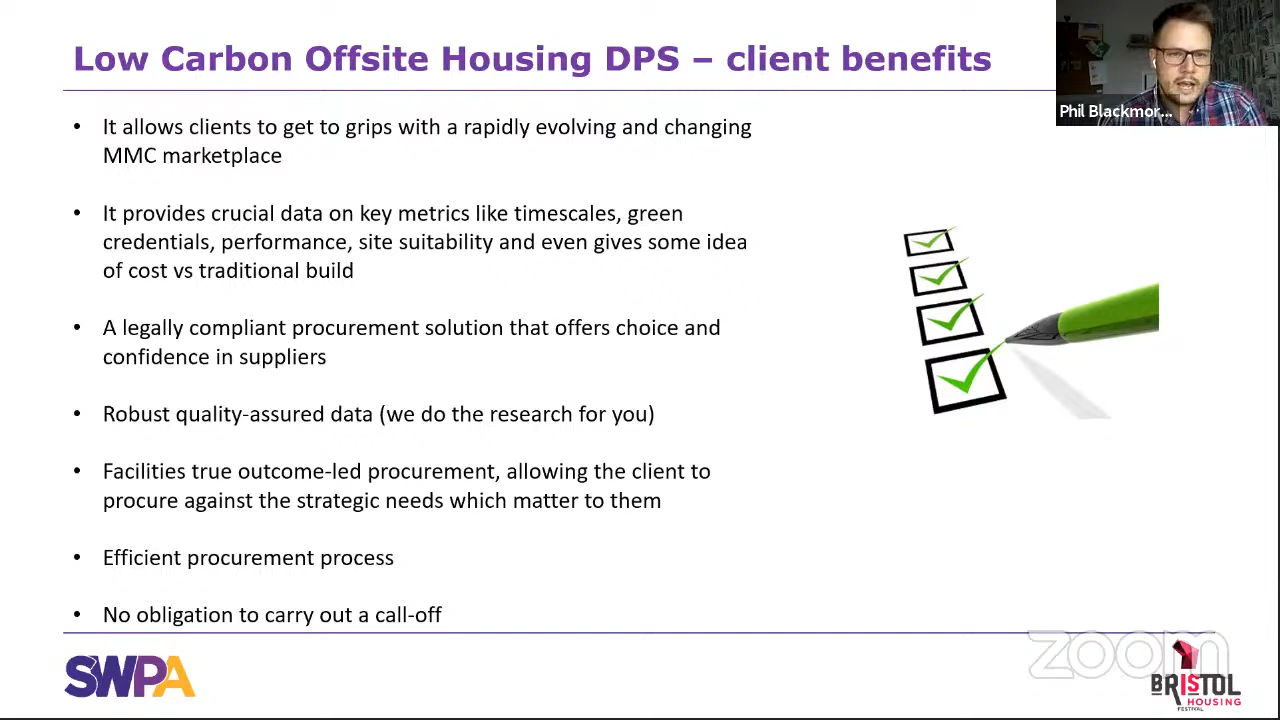 Low Carbon Offsite Housing DPS – client benefits
Phil Blackmor...
• It allows clients to get to grips with a rapidly evolving and changing
MMC marketplace
• It provides crucial data on key metrics like timescales, green
credentials, performance, site suitability and even gives some idea
of cost vs traditional build
• A legally compliant procurement solution that offers choice and
confidence in suppliers
• Robust quality-assured data (we do the research for you)
• Facilities true outcome-led procurement, allowing the client to
procure against the strategic needs which matter to them
• Efficient procurement process
• No obligation to carry out a call-off
SWPA
zoom
BRISTOL
HOUSING
FESTIVAL